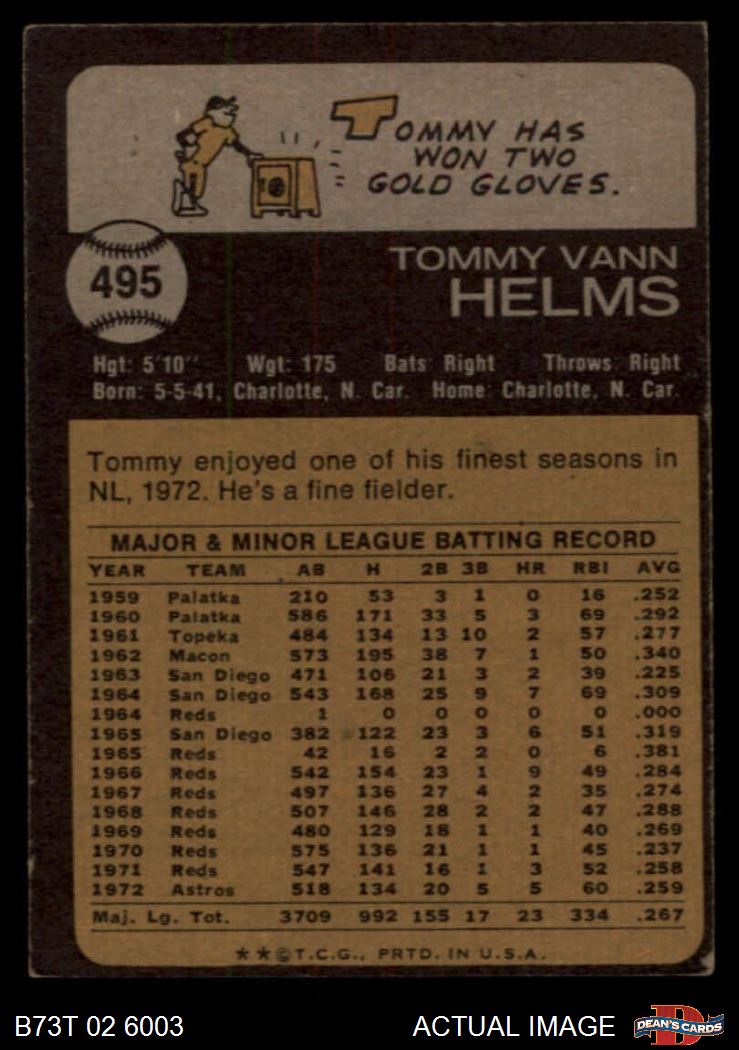 TOMMY HAS
WON TWO
GOLD GLOVES.
495
TOMMY VANN
HELMS
Hgt: 5'10" Wgt: 175 Bats: Right Throws: Right
Born: 5-5-41, Charlotte, N. Car. Home: Charlotte, N. Car.
Tommy enjoyed one of his finest seasons in
NL, 1972. He's a fine fielder.
MAJOR & MINOR LEAGUE BATTING RECORD
YEAR TEAM AB H 2B 3B HR RBI AVG
1959 Palatka 210 53 3 1 0 16 .252
1960 Palatka 586 171 33 5 3 69 .292
1961 Topeka 484 134 13 10 2 57 .277
1962 Macon 573 195 38 7 1 50 .340
1963 San Diego 471 106 21 3 2 39 .225
1964 San Diego 543 168 25 9 7 69 .309
1964 Reds 1 0 0 0 0 0 .000
1965 San Diego 382 122 23 3 6 51 .319
1965 Reds 42 16 2 2 0 6 .381
1966 Reds 542 154 23 1 9 49 .284
1967 Reds 497 136 27 4 2 35 .274
1968 Reds 507 146 28 2 2 47 .288
1969 Reds 480 129 18 1 1 40 .269
1970 Reds 575 136 21 1 1 45 .237
1971 Reds 547 141 16 1 3 52 .258
1972 Astros 518 134 20 5 5 60 .259
Maj. Lg. Tot. 3709 992 155 17 23 334 .267
**©T.C.G., PRTD. IN U.S.A.
B73T 02 6003 ACTUAL IMAGE
D
DEAN'S CARDS